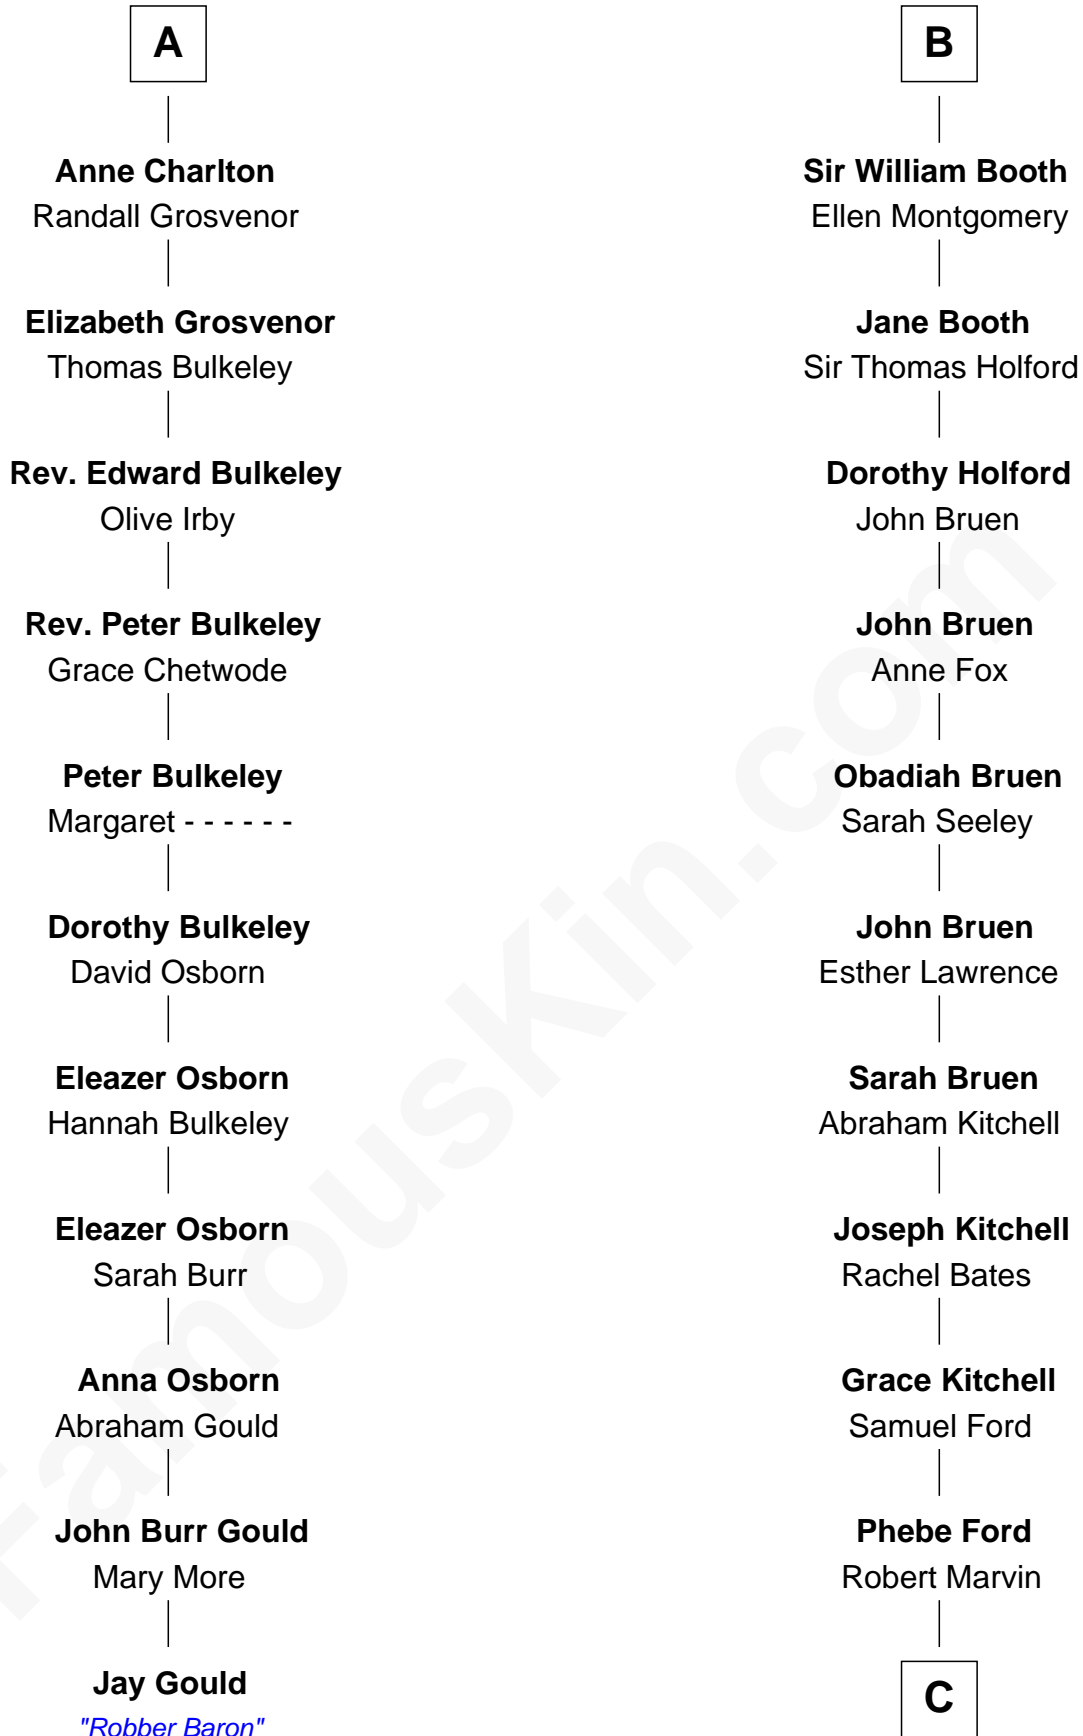 A
Anne Charlton
Randall Grosvenor
Elizabeth Grosvenor
Thomas Bulkeley
Rev. Edward Bulkeley
Olive Irby
Rev. Peter Bulkeley
Grace Chetwode
Peter Bulkeley
Margaret - - - - - -
Dorothy Bulkeley
David Osborn
Eleazer Osborn
Hannah Bulkeley
Eleazer Osborn
Sarah Burr
Anna Osborn
Abraham Gould
John Burr Gould
Mary More
Jay Gould
"Robber Baron"
B
Sir William Booth
Ellen Montgomery
Jane Booth
Sir Thomas Holford
Dorothy Holford
John Bruen
John Bruen
Anne Fox
Obadiah Bruen
Sarah Seeley
John Bruen
Esther Lawrence
Sarah Bruen
Abraham Kitchell
Joseph Kitchell
Rachel Bates
Grace Kitchell
Samuel Ford
Phebe Ford
Robert Marvin
C
FamousKin.com